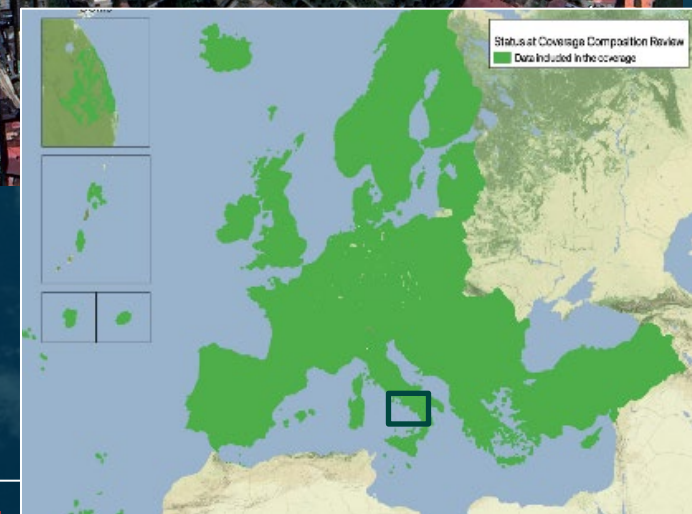 Status at Coverage Composition Review
Data included in the coverage